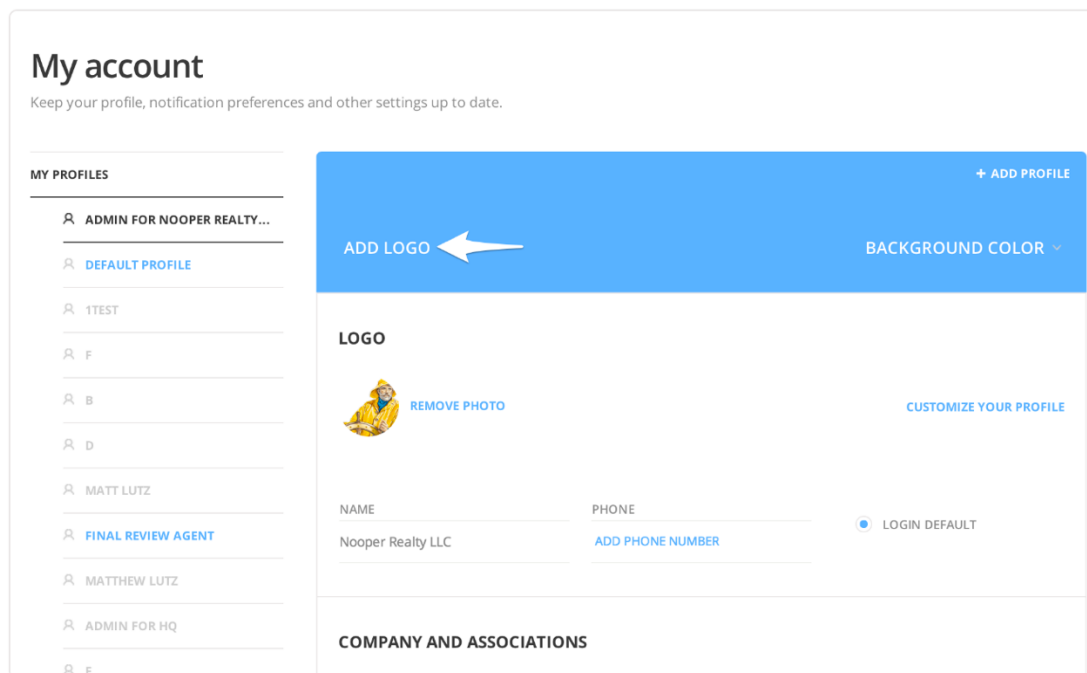 My account
Keep your profile, notification preferences and other settings up to date.
MY PROFILES
ADMIN FOR NOOPER REALTY...
DEFAULT PROFILE
1TEST
F
B
D
MATT LUTZ
FINAL REVIEW AGENT
MATTHEW LUTZ
ADMIN FOR HQ
+ ADD PROFILE
ADD LOGO
BACKGROUND COLOR
LOGO
REMOVE PHOTO
CUSTOMIZE YOUR PROFILE
NAME
Nooper Realty LLC
PHONE
ADD PHONE NUMBER
LOGIN DEFAULT
COMPANY AND ASSOCIATIONS